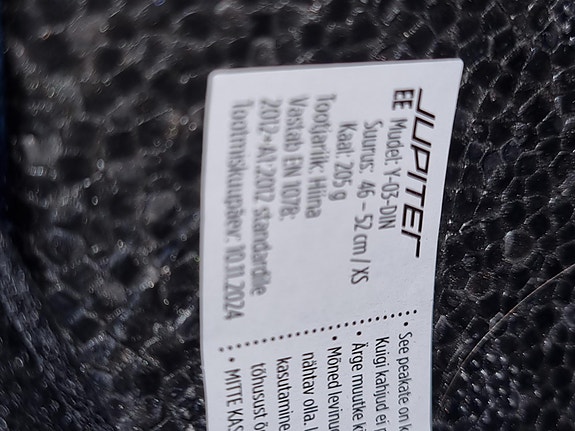 JUPITER
EE Mudel: Y-03-DIN
Suurus: 46 – 52 cm / XS
Kaal: 205 g
Tootjariik: Hiina
Vastab EN 1078:
2012+A1:2012 standardile
Tootmiskuupäev: 10.11.2024
• See peakate on k
Kuigi kahjud ei n
• Ärge muutke k
• Mõned levinu
nähtav olla.
kasutamine
tõhusust õ
• MITTE KAS